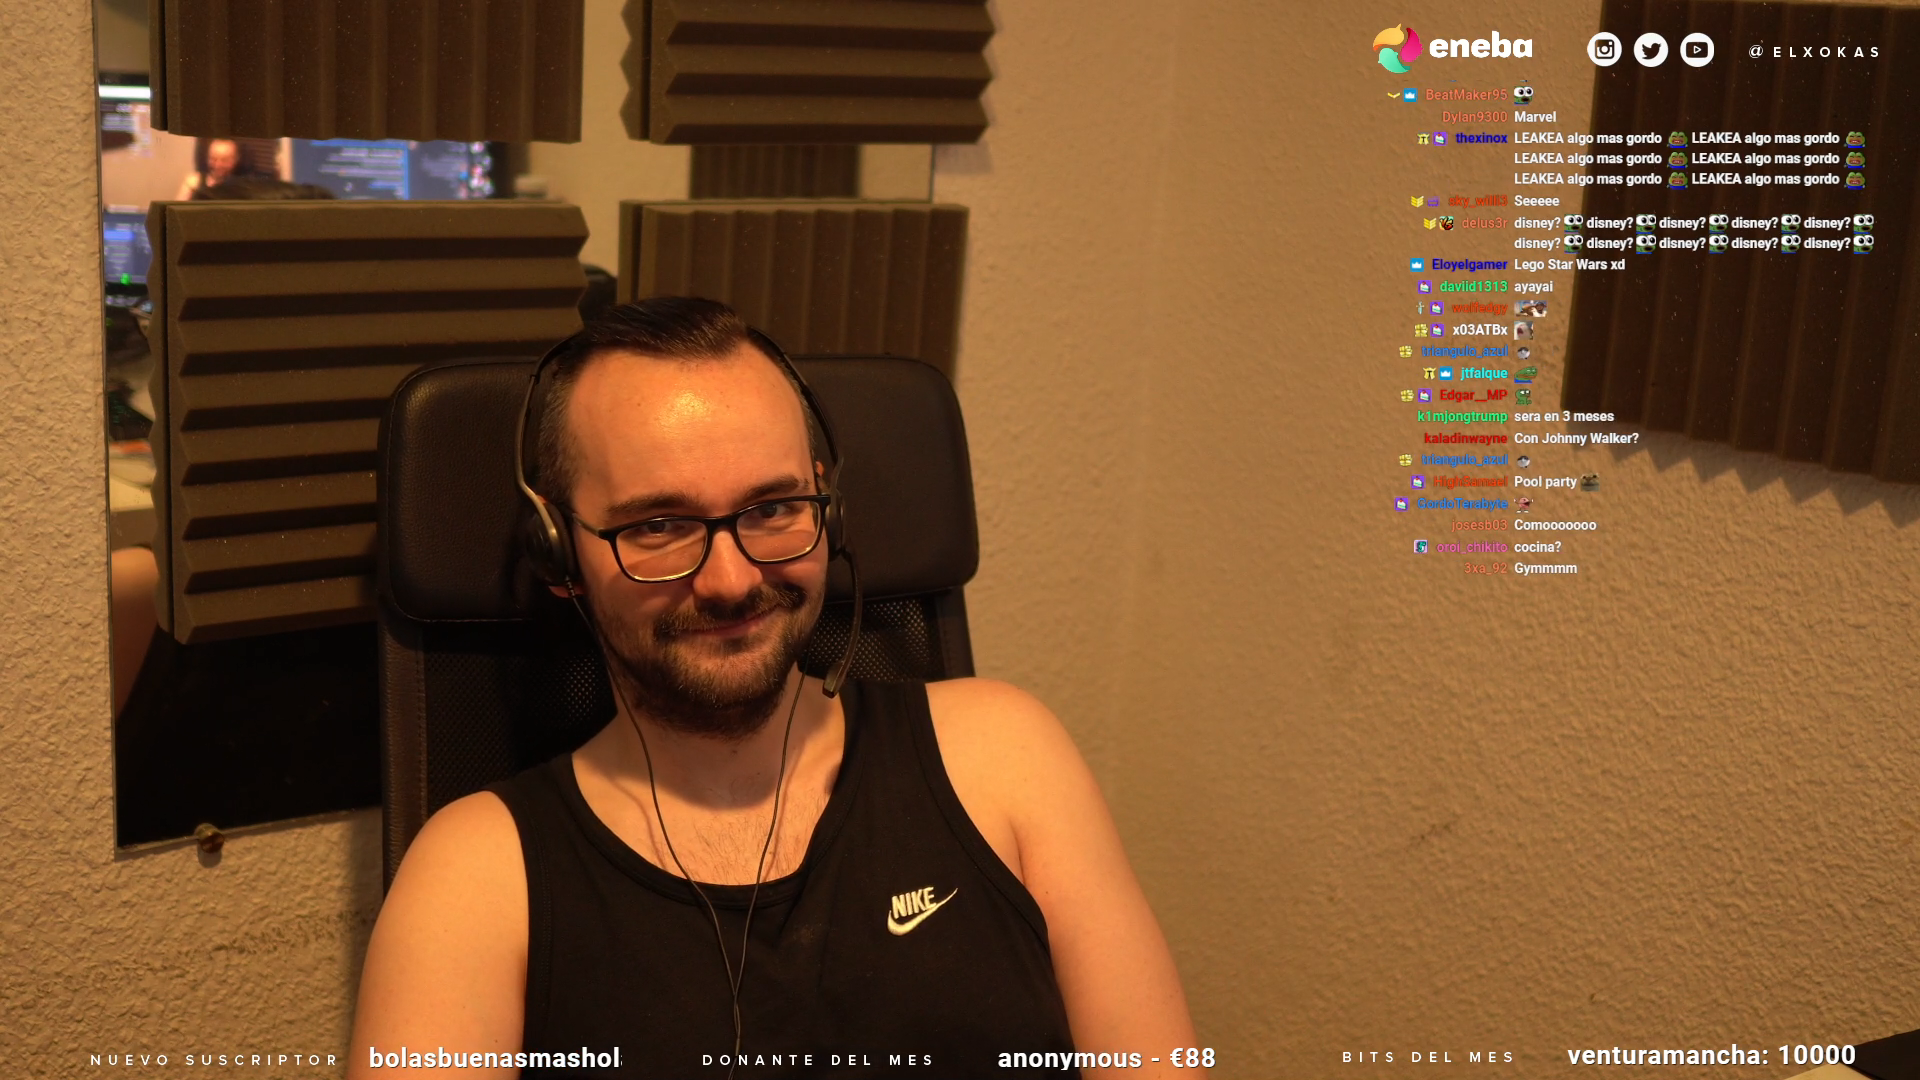 eneba
@ELXOKAS
BeatMaker95
Dylan9300 Marvel
thexinox LEAKEA algo mas gordo LEAKEA algo mas gordo
LEAKEA algo mas gordo LEAKEA algo mas gordo
LEAKEA algo mas gordo LEAKEA algo mas gordo
sky_will3 Seeeee
delus3r disney? disney? disney? disney? disney?
disney? disney? disney? disney? disney?
Eloyelgamer Lego Star Wars xd
daviid1313 ayayai
wolfedgy
x03ATBx
triangulo_azul
jtfalque
Edgar__MP
k1mjongtrump sera en 3 meses
kaladinwayne Con Johnny Walker?
triangulo_azul
HighSamael Pool party
GordoTerabyte
josesb03 Comooooooo
oroi_chikito cocina?
3xa_92 Gymmmm
NIKE
NUEVO SUSCRIPTOR bolasbuenasmashol
DONANTE DEL MES anonymous - €88
BITS DEL MES venturamancha: 10000